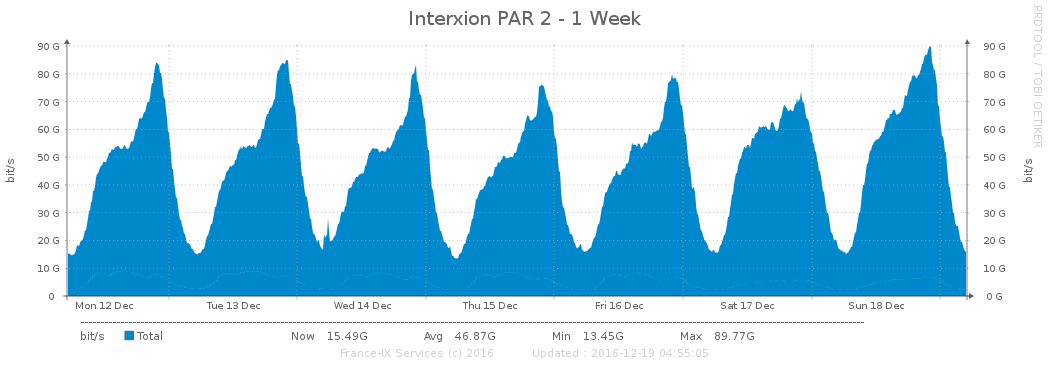 Interxion PAR 2 - 1 Week
RRDTOOL / TOBI OETIKER
90 G 90 G
80 G 80 G
70 G 70 G
60 G 60 G
50 G 50 G
40 G 40 G
30 G 30 G
20 G 20 G
10 G 10 G
0 0 G
bit/s bit/s
Mon 12 Dec Tue 13 Dec Wed 14 Dec Thu 15 Dec Fri 16 Dec Sat 17 Dec Sun 18 Dec
bit/s Total Now 15.49G Avg 46.87G Min 13.45G Max 89.77G
France-IX Services (c) 2016 Updated : 2016-12-19 04:55:05